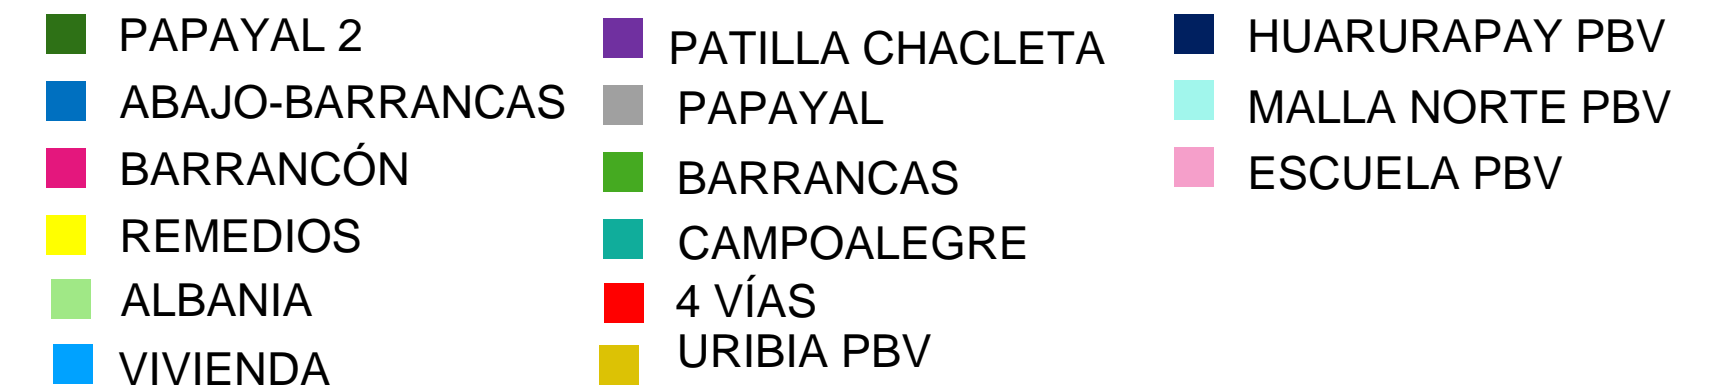 PAPAYAL 2
ABAJO-BARRANCAS
BARRANCÓN
REMEDIOS
ALBANIA
VIVIENDA
PATILLA CHACLETA
PAPAYAL
BARRANCAS
CAMPOALEGRE
4 VÍAS
URIBIA PBV
HUARURAPAY PBV
MALLA NORTE PBV
ESCUELA PBV